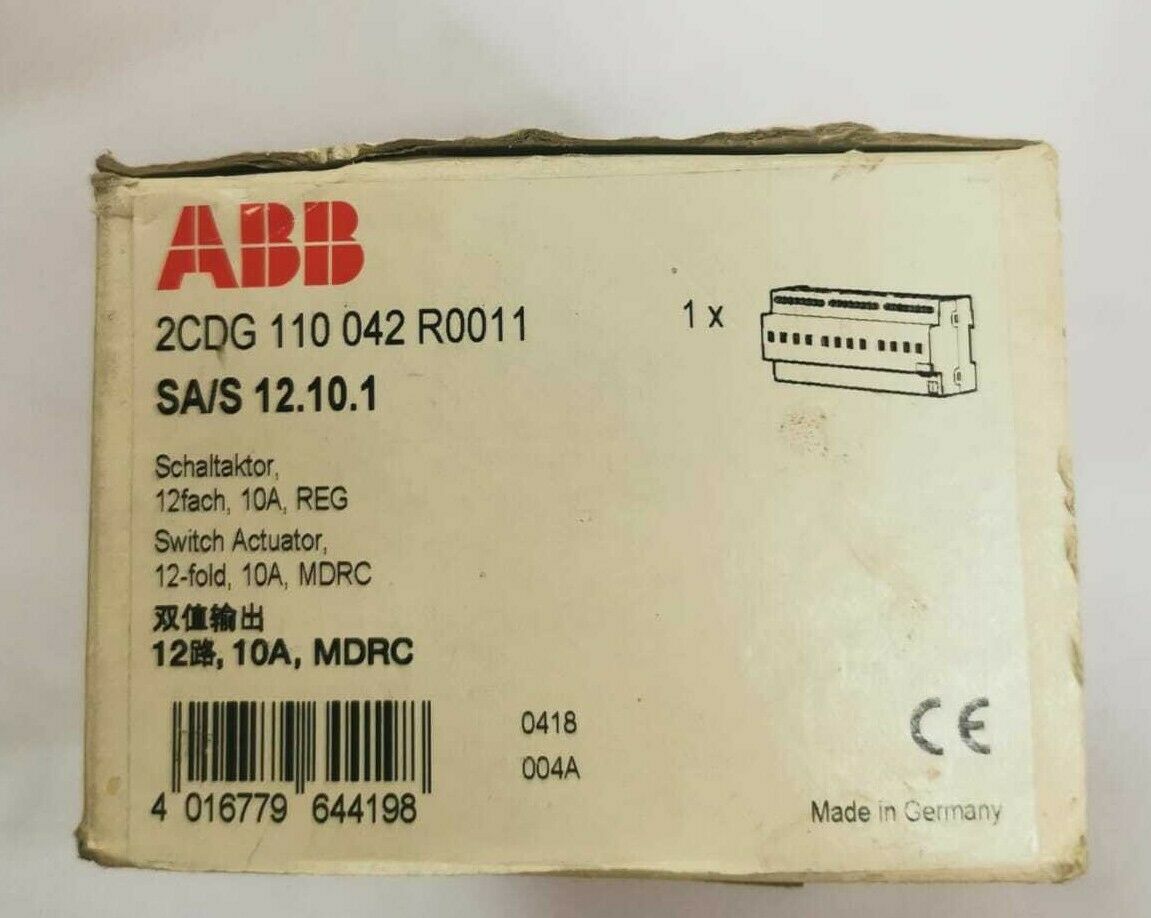 ABB
2CDG 110 042 R0011
1 x
SA/S 12.10.1
Schaltaktor,
12fach, 10A, REG
Switch Actuator,
12-fold, 10A, MDRC
双值输出
12路, 10A, MDRC
0418
004A
CE
4 016779 644198
Made in Germany